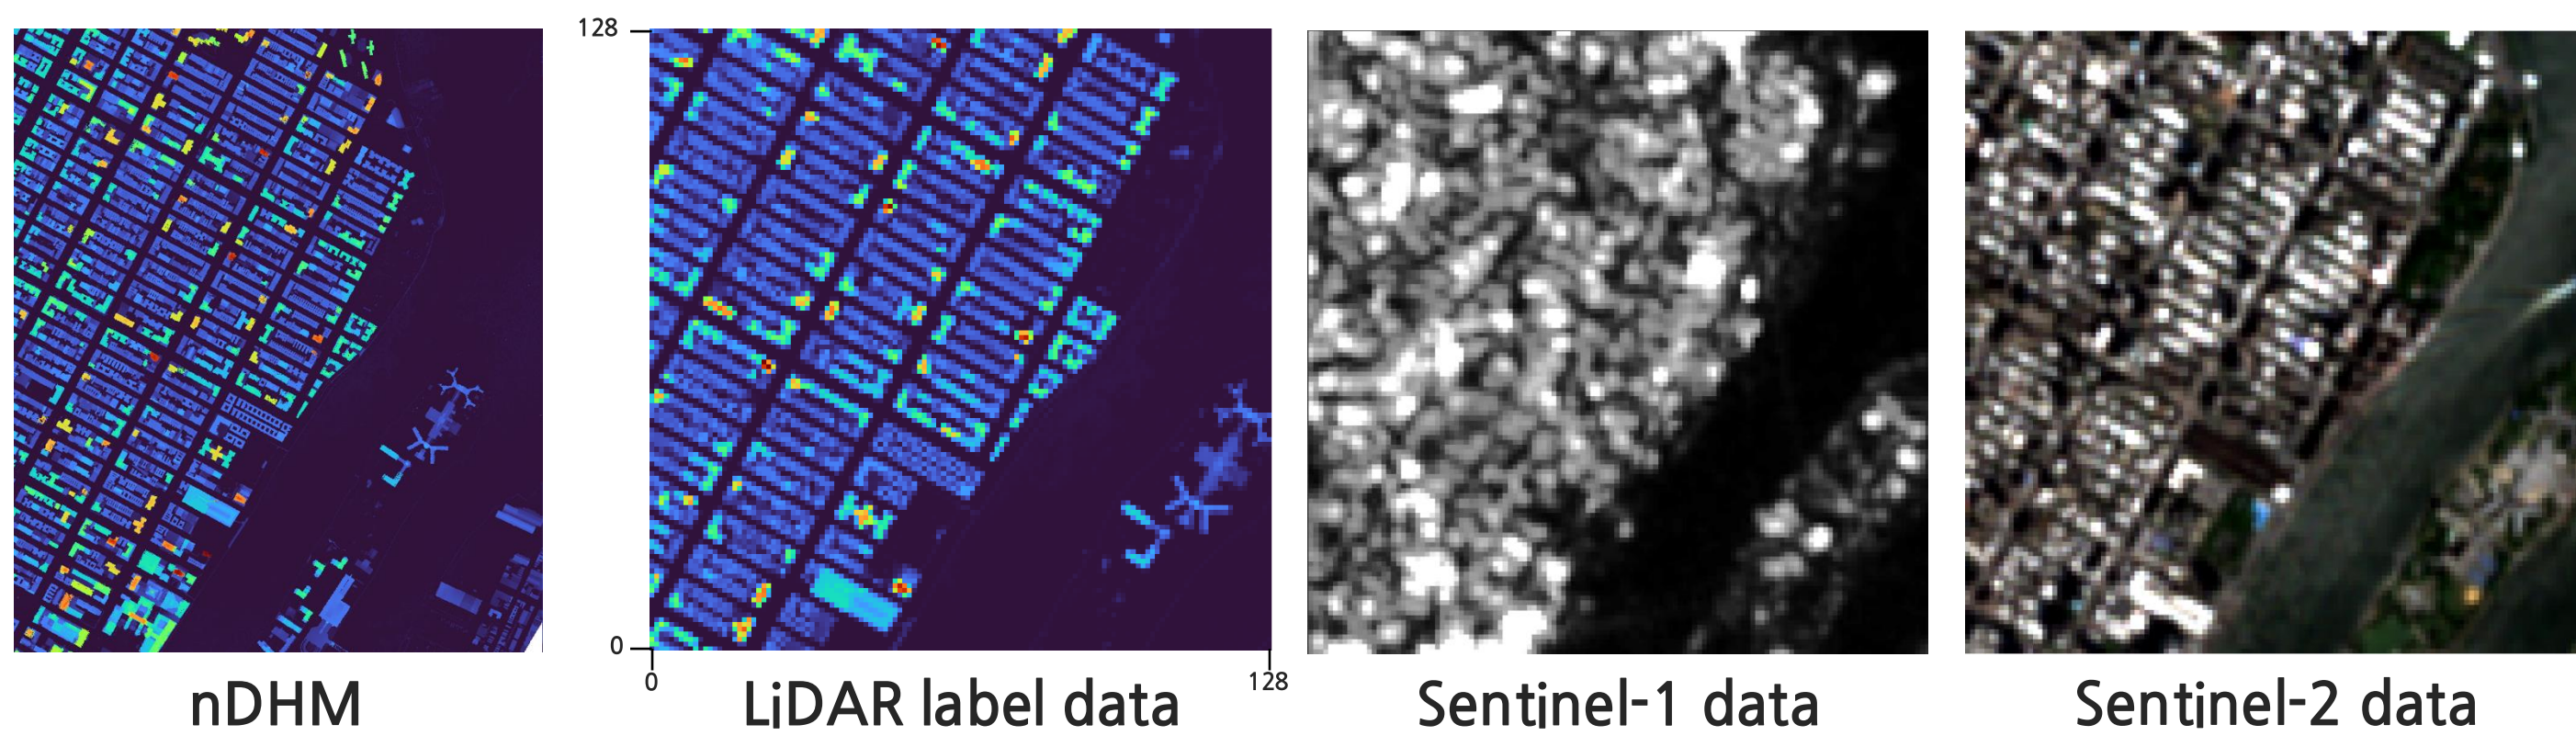 128
0
0
128
nDHM
LiDAR label data
Sentinel-1 data
Sentinel-2 data